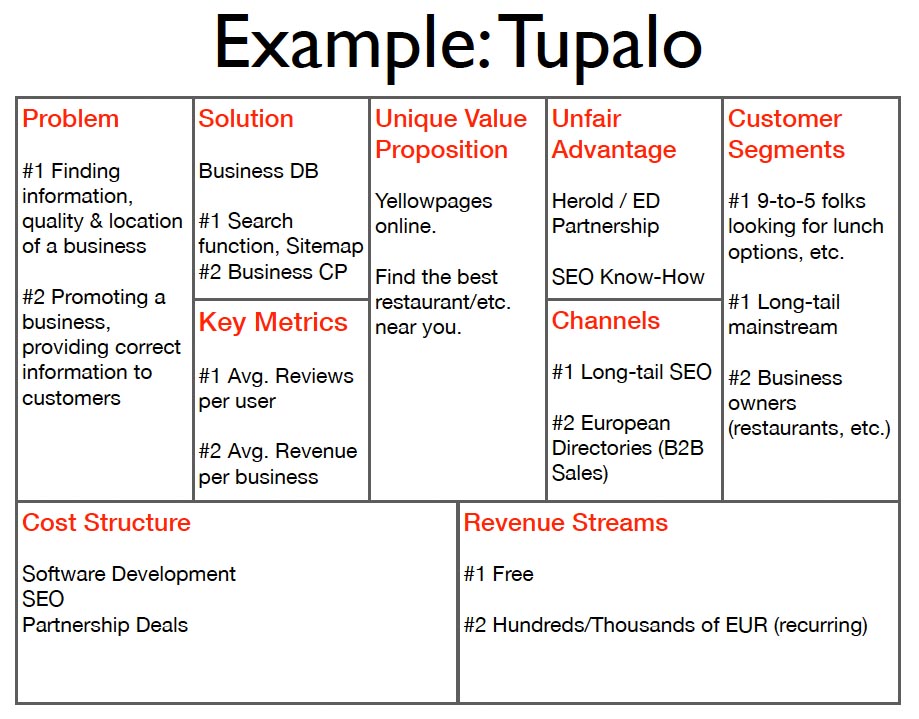 Example: Tupalo
Problem
#1 Finding
information,
quality & location
of a business
#2 Promoting a
business,
providing correct
information to
customers
Solution
Business DB
#1 Search
function, Sitemap
#2 Business CP
Key Metrics
#1 Avg. Reviews
per user
#2 Avg. Revenue
per business
Unique Value
Proposition
Yellowpages
online.
Find the best
restaurant/etc.
near you.
Unfair
Advantage
Herold / ED
Partnership
SEO Know-How
Channels
#1 Long-tail SEO
#2 European
Directories (B2B
Sales)
Customer
Segments
#1 9-to-5 folks
looking for lunch
options, etc.
#1 Long-tail
mainstream
#2 Business
owners
(restaurants, etc.)
Cost Structure
Software Development
SEO
Partnership Deals
Revenue Streams
#1 Free
#2 Hundreds/Thousands of EUR (recurring)